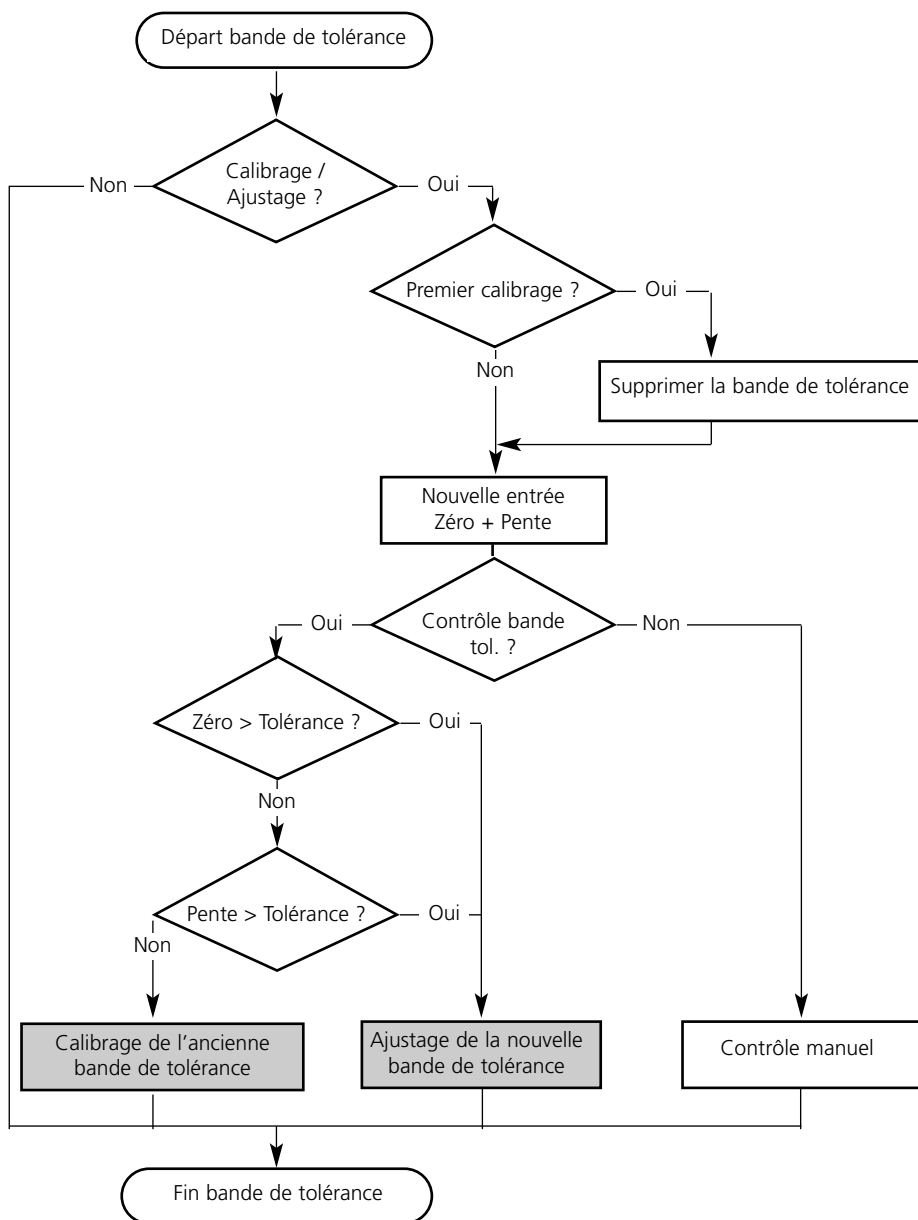 Départ bande de tolérance
Calibrage /
Ajustage ?
Non
Oui
Premier calibrage ?
Oui
Non
Supprimer la bande de tolérance
Nouvelle entrée
Zéro + Pente
Contrôle bande
tol. ?
Oui
Non
Zéro > Tolérance ?
Oui
Non
Pente > Tolérance ?
Oui
Non
Calibrage de l'ancienne
bande de tolérance
Ajustage de la nouvelle
bande de tolérance
Contrôle manuel
Fin bande de tolérance